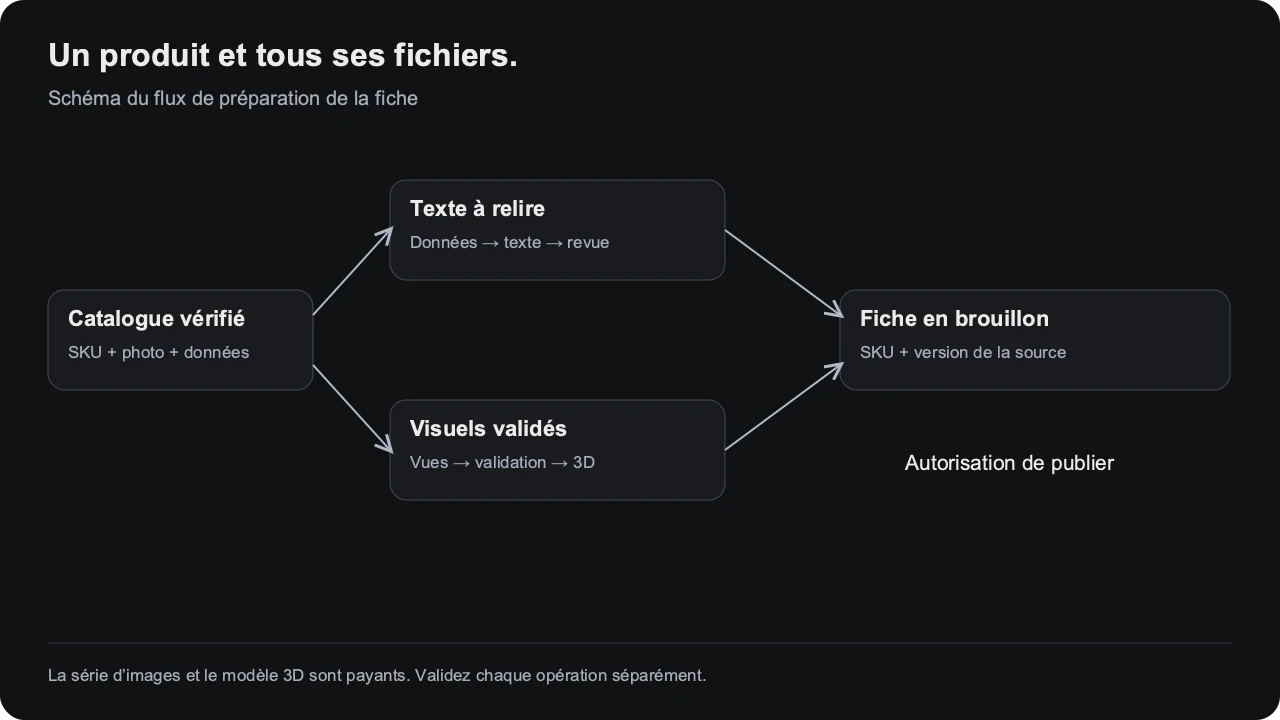 Un produit et tous ses fichiers.
Schéma du flux de préparation de la fiche
Texte à relire
Données → texte → revue
Catalogue vérifié
SKU + photo + données
Fiche en brouillon
SKU + version de la source
Visuels validés
Vues → validation → 3D
Autorisation de publier
La série d’images et le modèle 3D sont payants. Validez chaque opération séparément.